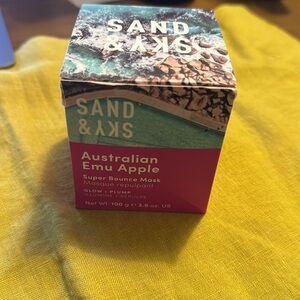 SAND
& SKY
SAND
& SKY
Australian
Emu Apple
Super Bounce Mask
Masque repulpant
GLOW | PLUMP
Net Wt. 100 g ℮ 3.5 oz. US